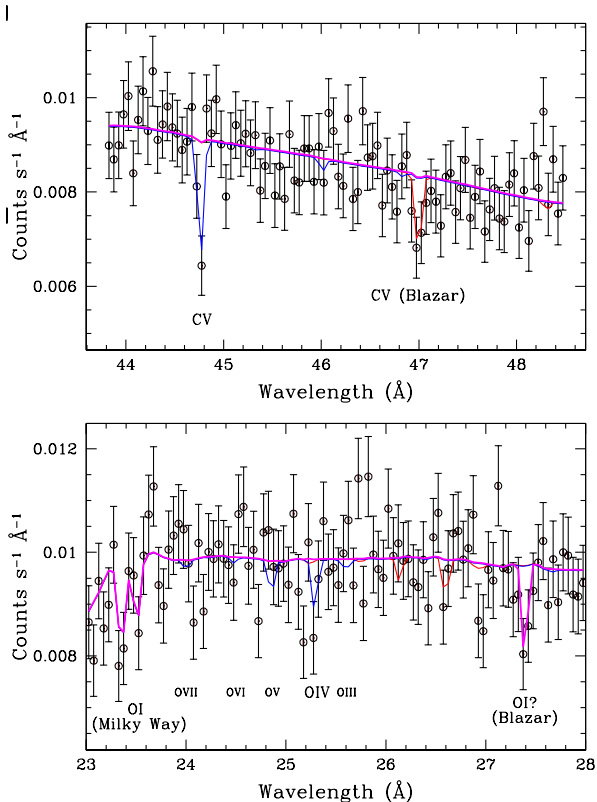 Counts s⁻¹ Å⁻¹
0.01
0.008
0.006
CV
CV (Blazar)
44 45 46 47 48
Wavelength (Å)
Counts s⁻¹ Å⁻¹
0.012
0.01
0.008
OVII OVI OV OIV OIII
OI
(Milky Way)
OI?
(Blazar)
23 24 25 26 27 28
Wavelength (Å)